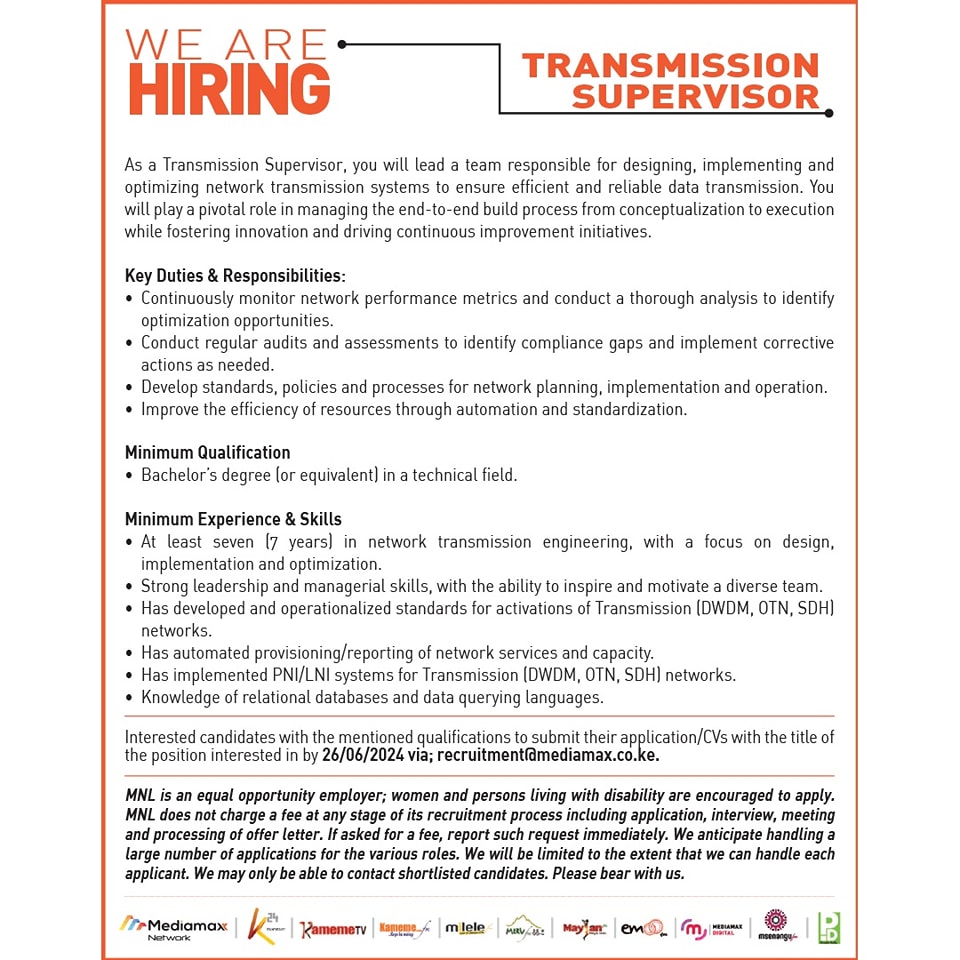 WE ARE
HIRING
TRANSMISSION
SUPERVISOR
As a Transmission Supervisor, you will lead a team responsible for designing, implementing and
optimizing network transmission systems to ensure efficient and reliable data transmission. You
will play a pivotal role in managing the end-to-end build process from conceptualization to execution
while fostering innovation and driving continuous improvement initiatives.
Key Duties & Responsibilities:
• Continuously monitor network performance metrics and conduct a thorough analysis to identify
optimization opportunities.
• Conduct regular audits and assessments to identify compliance gaps and implement corrective
actions as needed.
• Develop standards, policies and processes for network planning, implementation and operation.
• Improve the efficiency of resources through automation and standardization.
Minimum Qualification
• Bachelor's degree (or equivalent) in a technical field.
Minimum Experience & Skills
• At least seven (7 years) in network transmission engineering, with a focus on design,
implementation and optimization.
• Strong leadership and managerial skills, with the ability to inspire and motivate a diverse team.
• Has developed and operationalized standards for activations of Transmission (DWDM, OTN, SDH)
networks.
• Has automated provisioning/reporting of network services and capacity.
• Has implemented PNI/LNI systems for Transmission (DWDM, OTN, SDH) networks.
• Knowledge of relational databases and data querying languages.
Interested candidates with the mentioned qualifications to submit their application/CVs with the title of
the position interested in by 26/06/2024 via; recruitment@mediamax.co.ke.
MNL is an equal opportunity employer; women and persons living with disability are encouraged to apply.
MNL does not charge a fee at any stage of its recruitment process including application, interview, meeting
and processing of offer letter. If asked for a fee, report such request immediately. We anticipate handling a
large number of applications for the various roles. We will be limited to the extent that we can handle each
applicant. We may only be able to contact shortlisted candidates. Please bear with us.
Mediamax
Network
K24
KAMEMETV
Kameme fm
milele
MERU fm
Mayian
emoo fm
m MEDIAMAX
DIGITAL
msenangu fm
P.D